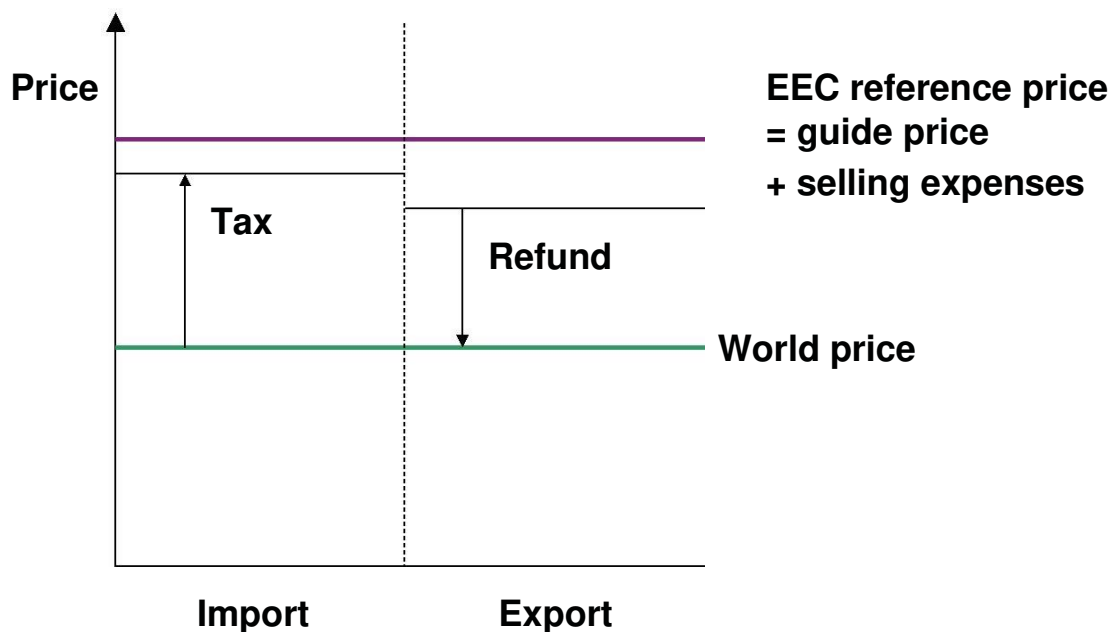 Price
EEC reference price
= guide price
+ selling expenses
Tax
Refund
World price
Import
Export